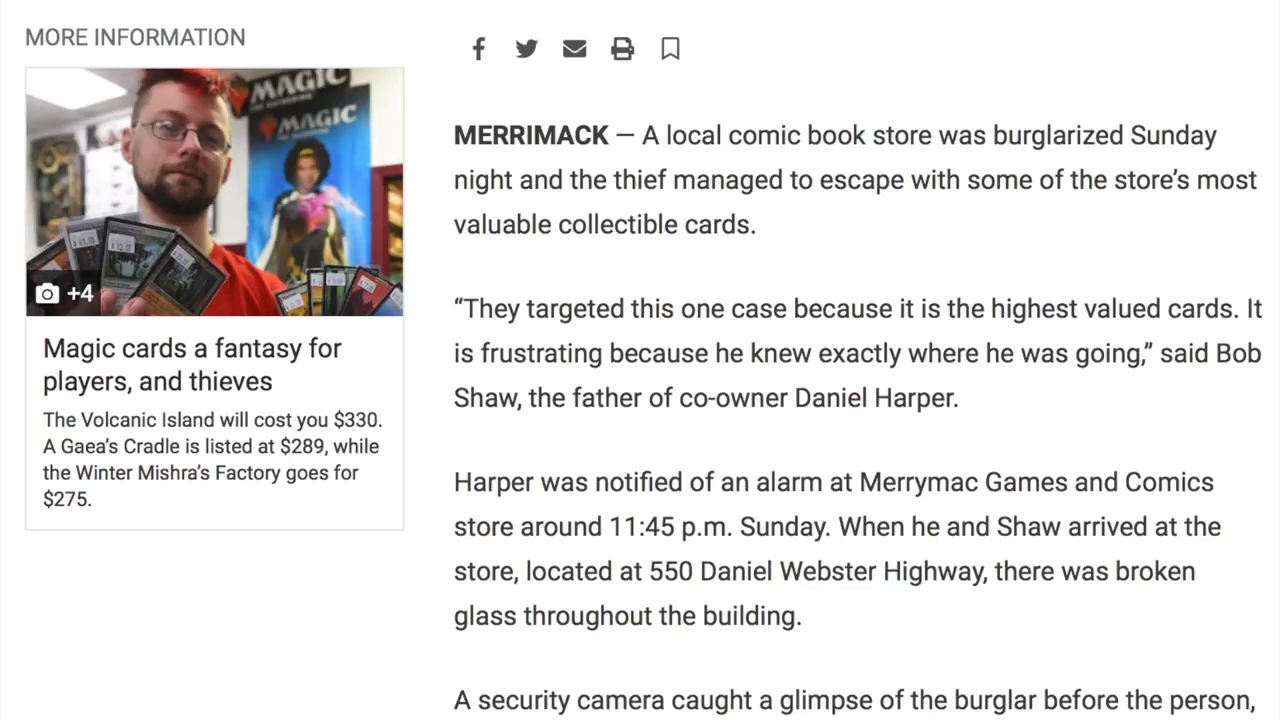 MORE INFORMATION
MAGIC
THE GATHERING
MAGIC
+4
Magic cards a fantasy for
players, and thieves
The Volcanic Island will cost you $330.
A Gaea’s Cradle is listed at $289, while
the Winter Mishra’s Factory goes for
$275.
MERRIMACK — A local comic book store was burglarized Sunday
night and the thief managed to escape with some of the store’s most
valuable collectible cards.
“They targeted this one case because it is the highest valued cards. It
is frustrating because he knew exactly where he was going,” said Bob
Shaw, the father of co-owner Daniel Harper.
Harper was notified of an alarm at Merrymac Games and Comics
store around 11:45 p.m. Sunday. When he and Shaw arrived at the
store, located at 550 Daniel Webster Highway, there was broken
glass throughout the building.
A security camera caught a glimpse of the burglar before the person,